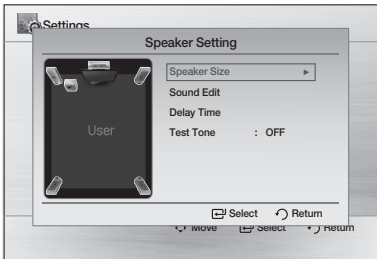 Settings
Speaker Setting
Speaker Size ►
Sound Edit
Delay Time
Test Tone : OFF
User
Select Return
Move Select Return